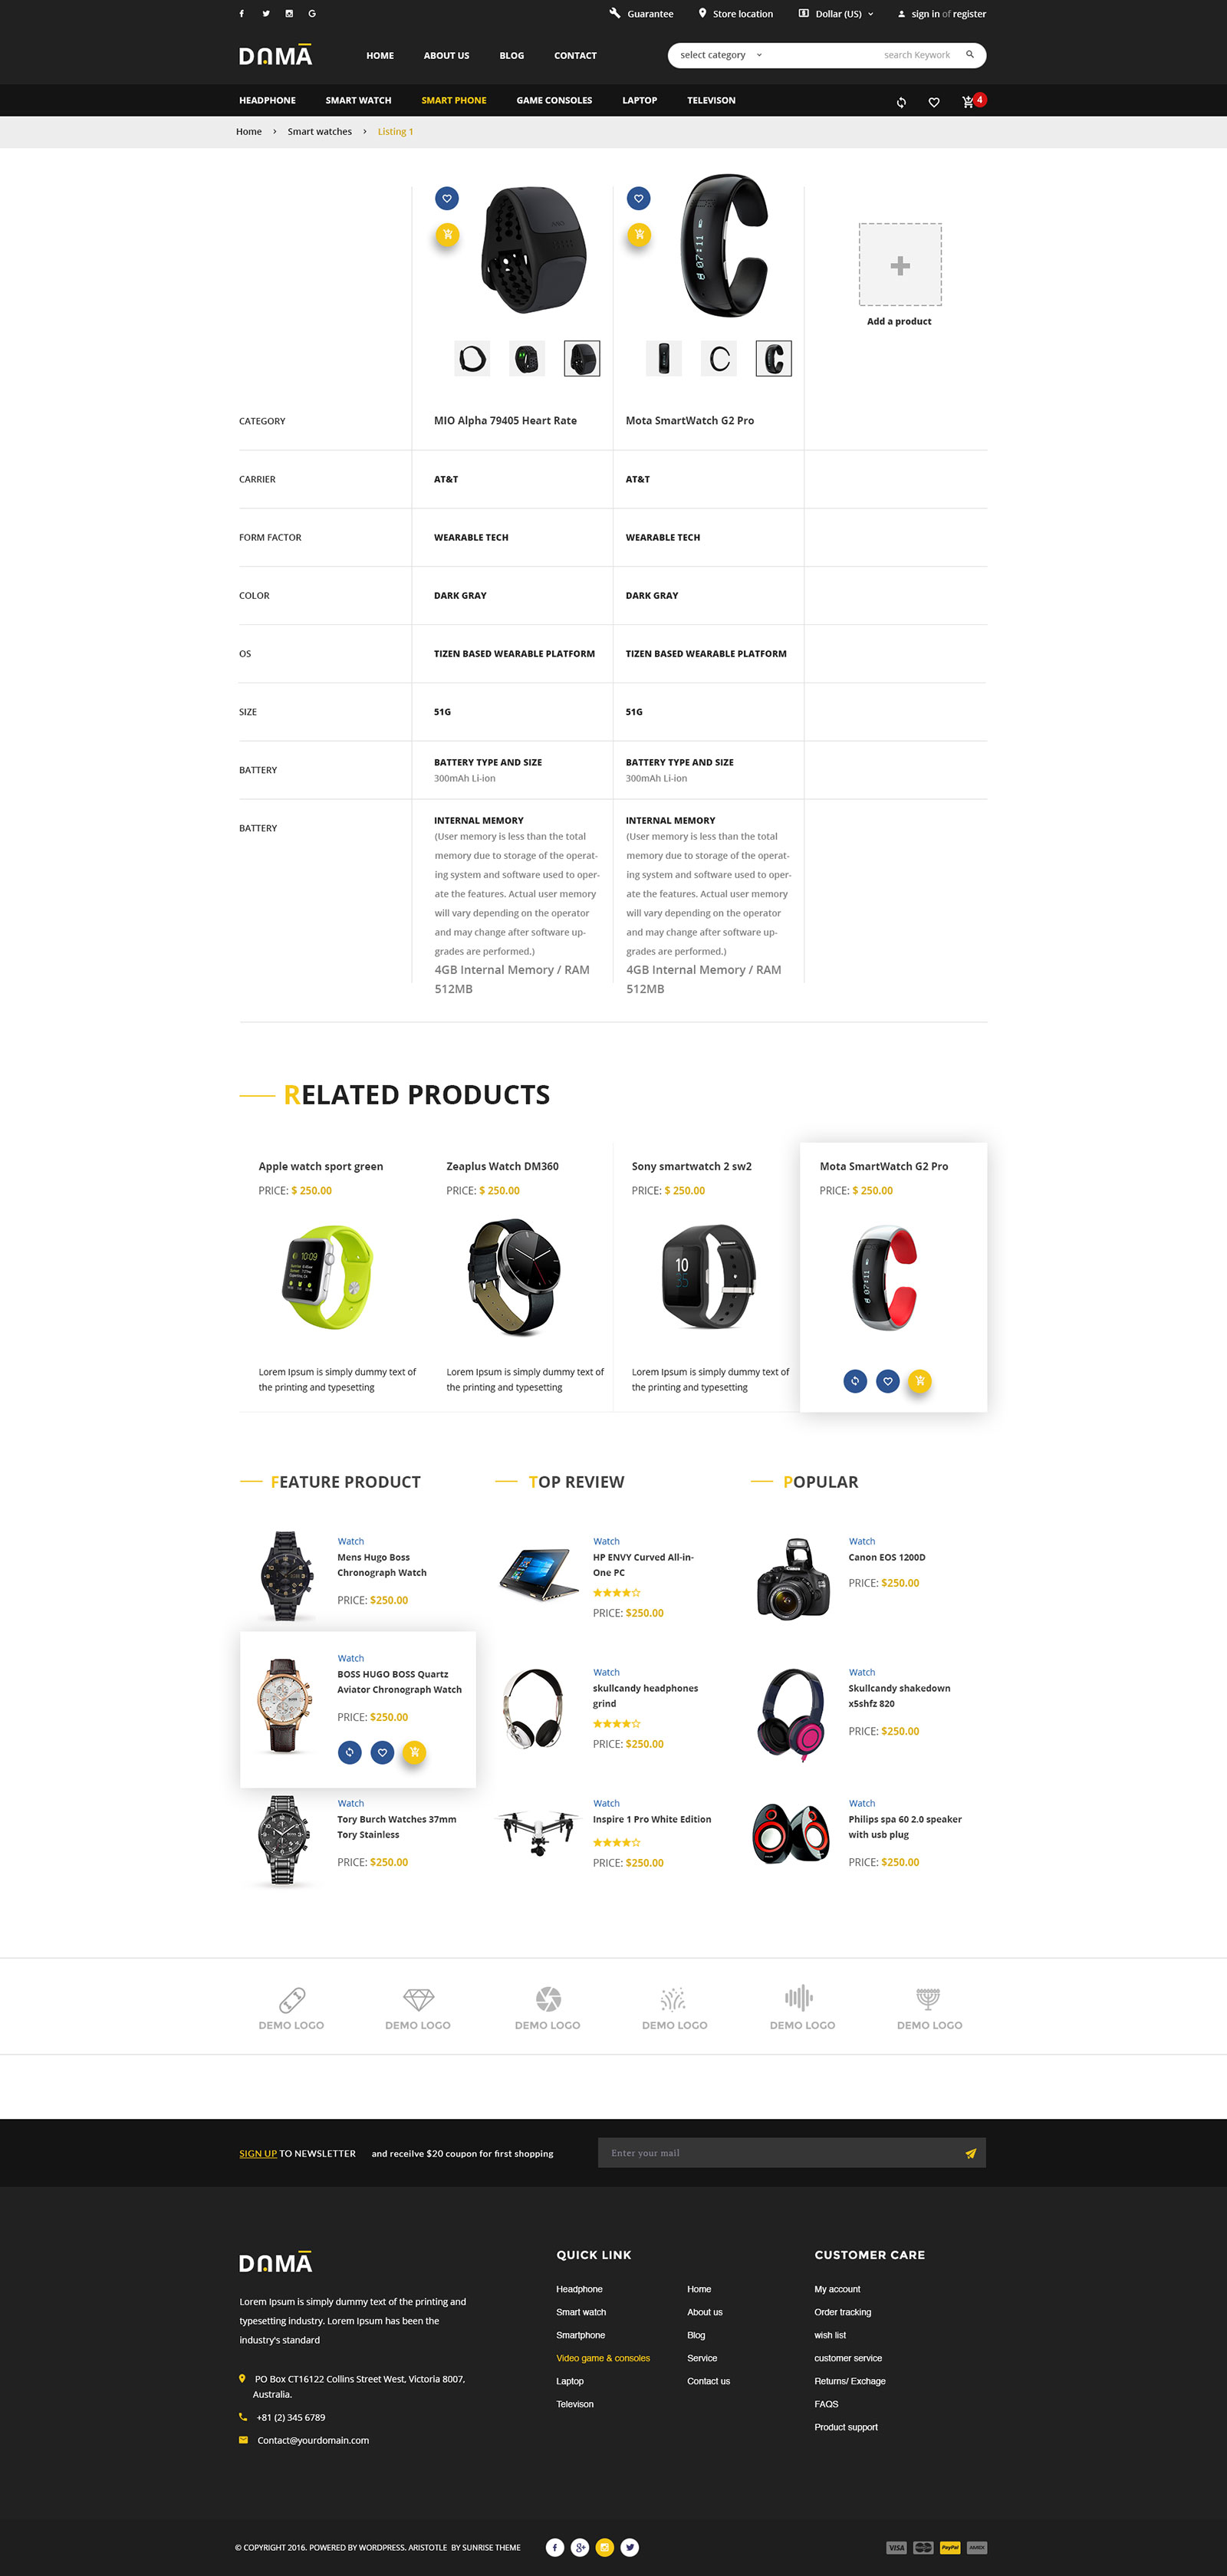 Guarantee Store location Dollar (US) sign in of register
DOMA HOME ABOUT US BLOG CONTACT select category search Keywork
HEADPHONE SMART WATCH SMART PHONE GAME CONSOLES LAPTOP TELEVISON 4
Home > Smart watches > Listing 1
Add a product
CATEGORY MIO Alpha 79405 Heart Rate Mota SmartWatch G2 Pro
CARRIER AT&T AT&T
FORM FACTOR WEARABLE TECH WEARABLE TECH
COLOR DARK GRAY DARK GRAY
OS TIZEN BASED WEARABLE PLATFORM TIZEN BASED WEARABLE PLATFORM
SIZE 51G 51G
BATTERY
BATTERY TYPE AND SIZE
300mAh Li-ion
BATTERY TYPE AND SIZE
300mAh Li-ion
BATTERY
INTERNAL MEMORY
(User memory is less than the total
memory due to storage of the operat-
ing system and software used to oper-
ate the features. Actual user memory
will vary depending on the operator
and may change after software up-
grades are performed.)
4GB Internal Memory / RAM
512MB
INTERNAL MEMORY
(User memory is less than the total
memory due to storage of the operat-
ing system and software used to oper-
ate the features. Actual user memory
will vary depending on the operator
and may change after software up-
grades are performed.)
4GB Internal Memory / RAM
512MB
RELATED PRODUCTS
Apple watch sport green
PRICE: $ 250.00
10:09
Lorem Ipsum is simply dummy text of
the printing and typesetting
Zeaplus Watch DM360
PRICE: $ 250.00
Lorem Ipsum is simply dummy text of
the printing and typesetting
Sony smartwatch 2 sw2
PRICE: $ 250.00
10
35
Lorem Ipsum is simply dummy text of
the printing and typesetting
Mota SmartWatch G2 Pro
PRICE: $ 250.00
07:11
FEATURE PRODUCT
Watch
Mens Hugo Boss
Chronograph Watch
PRICE: $250.00
Watch
BOSS HUGO BOSS Quartz
Aviator Chronograph Watch
PRICE: $250.00
Watch
Tory Burch Watches 37mm
Tory Stainless
PRICE: $250.00
TOP REVIEW
Watch
HP ENVY Curved All-in-
One PC
PRICE: $250.00
Watch
skullcandy headphones
grind
PRICE: $250.00
Watch
Inspire 1 Pro White Edition
PRICE: $250.00
POPULAR
Watch
Canon EOS 1200D
PRICE: $250.00
Watch
Skullcandy shakedown
x5shfz 820
PRICE: $250.00
Watch
Philips spa 60 2.0 speaker
with usb plug
PRICE: $250.00
DEMO LOGO DEMO LOGO DEMO LOGO DEMO LOGO DEMO LOGO DEMO LOGO
SIGN UP TO NEWSLETTER and receilve $20 coupon for first shopping Enter your mail
DOMA
Lorem Ipsum is simply dummy text of the printing and
typesetting industry. Lorem Ipsum has been the
industry's standard
PO Box CT16122 Collins Street West, Victoria 8007,
Australia.
+81 (2) 345 6789
Contact@yourdomain.com
QUICK LINK
Headphone
Smart watch
Smartphone
Video game & consoles
Laptop
Televison
Home
About us
Blog
Service
Contact us
CUSTOMER CARE
My account
Order tracking
wish list
customer service
Returns/ Exchage
FAQS
Product support
© COPYRIGHT 2016. POWERED BY WORDPRESS. ARISTOTLE BY SUNRISE THEME VISA PayPal AMEX